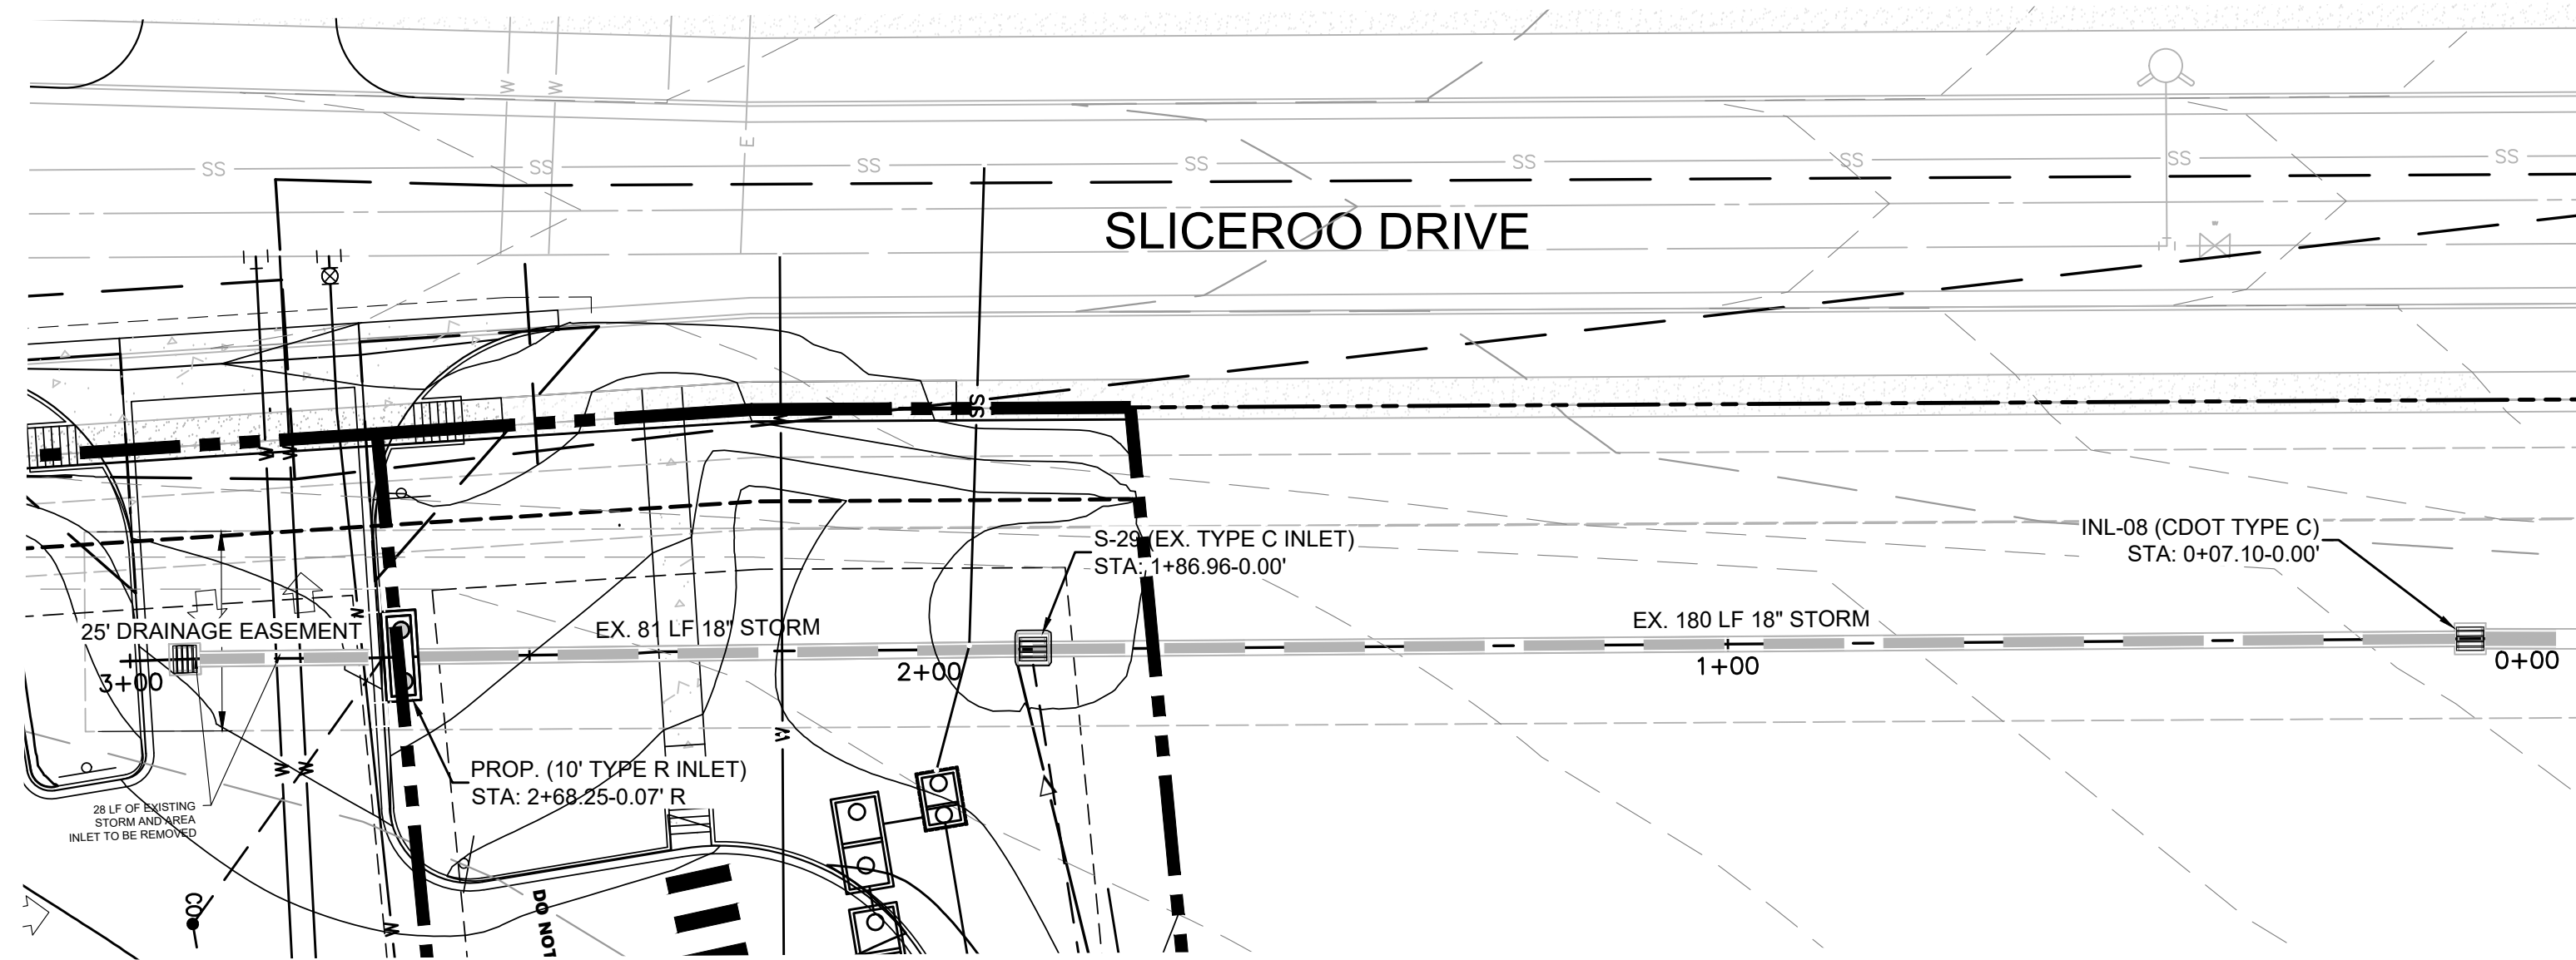 W W
E
SS SS SS SS SS SS SS SS
SLICEROO DRIVE
SS
W W W
S-29 (EX. TYPE C INLET)
STA: 1+86.96-0.00'
INL-08 (CDOT TYPE C)
STA: 0+07.10-0.00'
W
25' DRAINAGE EASEMENT
EX. 81 LF 18" STORM
EX. 180 LF 18" STORM
3+00
2+00
1+00
0+00
W
W W
PROP. (10' TYPE R INLET)
STA: 2+68.25-0.07' R
28 LF OF EXISTING
STORM AND AREA
INLET TO BE REMOVED
CO
W
DO NOT